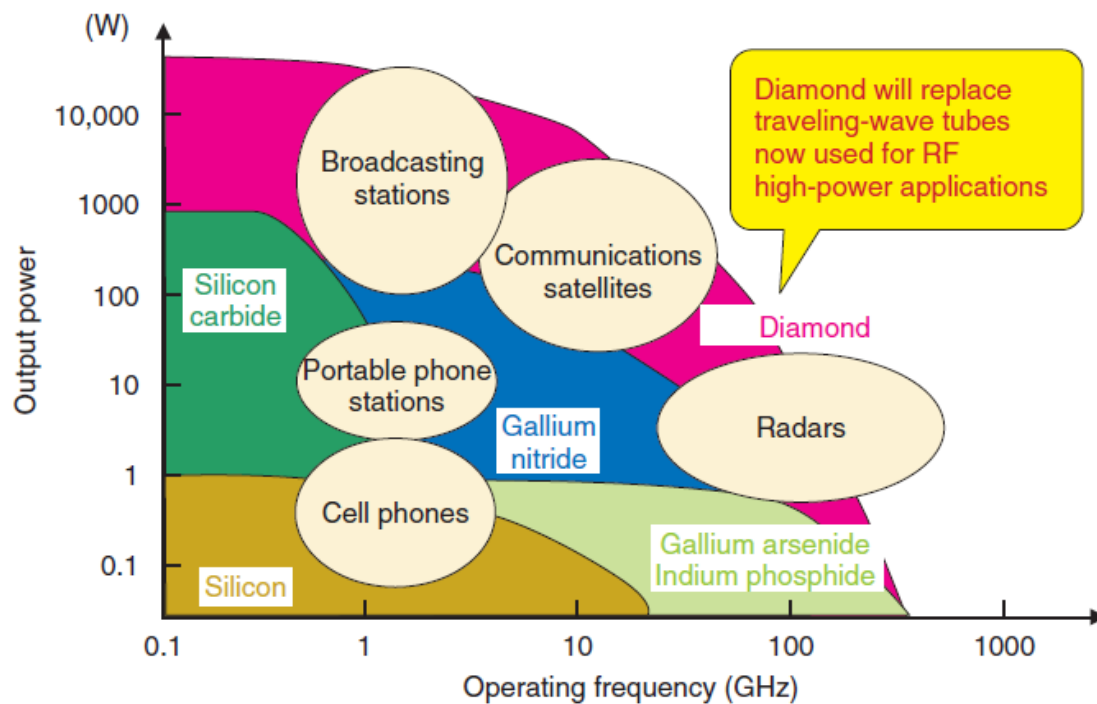 (W)
10,000
1000
100
10
1
0.1
Output power
Broadcasting
stations
Communications
satellites
Diamond will replace
traveling-wave tubes
now used for RF
high-power applications
Silicon
carbide
Diamond
Portable phone
stations
Gallium
nitride
Radars
Cell phones
Gallium arsenide
Indium phosphide
Silicon
0.1
1
10
100
1000
Operating frequency (GHz)